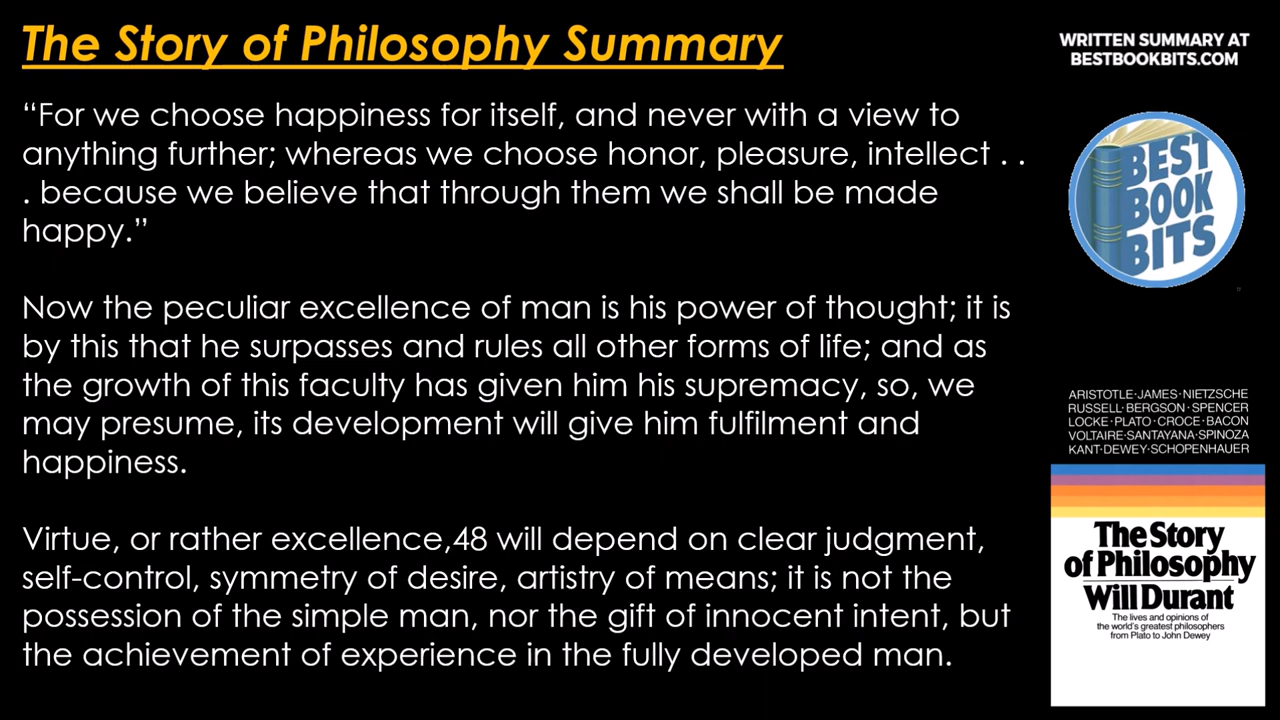 The Story of Philosophy Summary
“For we choose happiness for itself, and never with a view to
anything further; whereas we choose honor, pleasure, intellect . .
. because we believe that through them we shall be made
happy.”
Now the peculiar excellence of man is his power of thought; it is
by this that he surpasses and rules all other forms of life; and as
the growth of this faculty has given him his supremacy, so, we
may presume, its development will give him fulfilment and
happiness.
Virtue, or rather excellence,48 will depend on clear judgment,
self-control, symmetry of desire, artistry of means; it is not the
possession of the simple man, nor the gift of innocent intent, but
the achievement of experience in the fully developed man.
WRITTEN SUMMARY AT
BESTBOOKBITS.COM
BEST
BOOK
BITS
ARISTOTLE·JAMES·NIETZSCHE
RUSSELL·BERGSON·SPENCER
LOCKE·PLATO·CROCE·BACON
VOLTAIRE·SANTAYANA·SPINOZA
KANT·DEWEY·SCHOPENHAUER
The Story
of Philosophy
Will Durant
The lives and opinions of
the world's greatest philosophers
from Plato to John Dewey